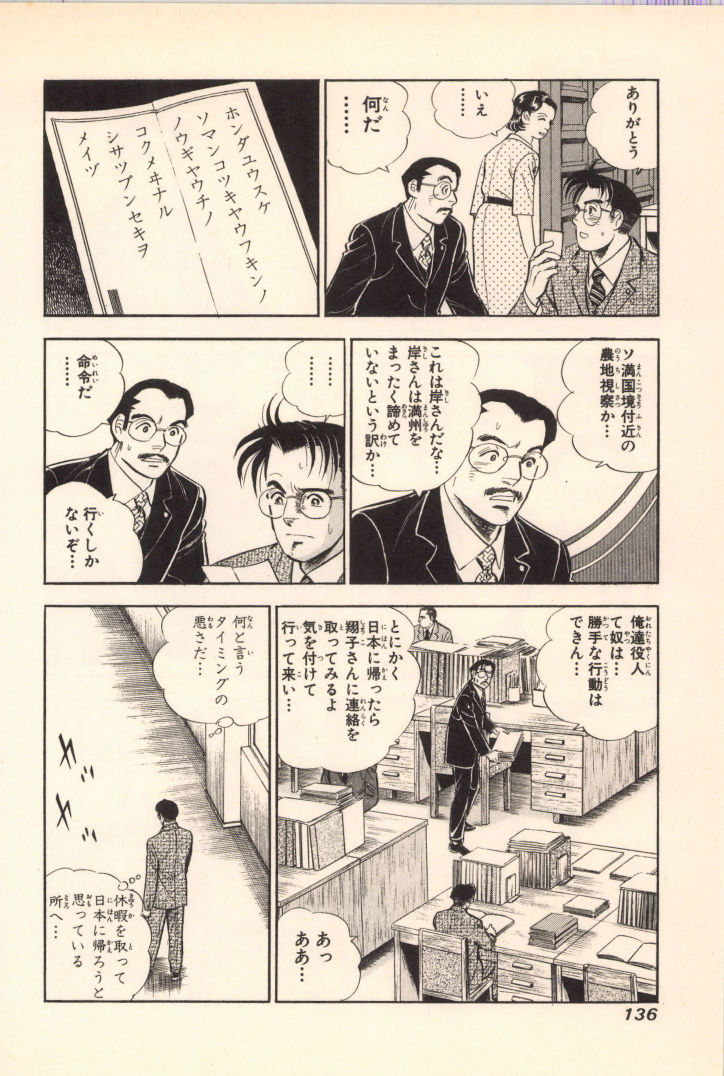 ありがとう
いえ
……
何だ
……
ホンダユウスケ
ソマンコツキヤウフキンノ
ノウギヤウチノ
コクメヰナル
シサツブンセキヲ
メイヅ
ソ満国境付近の
農地視察か…
これは岸さんだな…
岸さんは満州を
まったく諦めて
いないという訳か…
……
命令だ
……
行くしか
ないぞ…
俺達役人
て奴は…
勝手な行動は
できん…
とにかく
日本に帰ったら
翔子さんに連絡を
取ってみるよ
気を付けて
行って来い…
あっ
ああ…
何と言う
タイミングの
悪さだ…
休暇を取って
日本に帰ろうと
思っている
所へ…
136